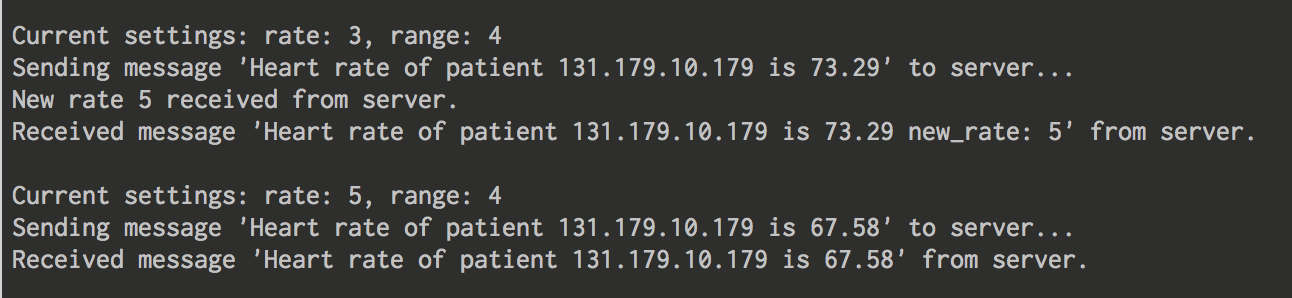 Current settings: rate: 3, range: 4
Sending message 'Heart rate of patient 131.179.10.179 is 73.29' to server...
New rate 5 received from server.
Received message 'Heart rate of patient 131.179.10.179 is 73.29 new_rate: 5' from server.
Current settings: rate: 5, range: 4
Sending message 'Heart rate of patient 131.179.10.179 is 67.58' to server...
Received message 'Heart rate of patient 131.179.10.179 is 67.58' from server.